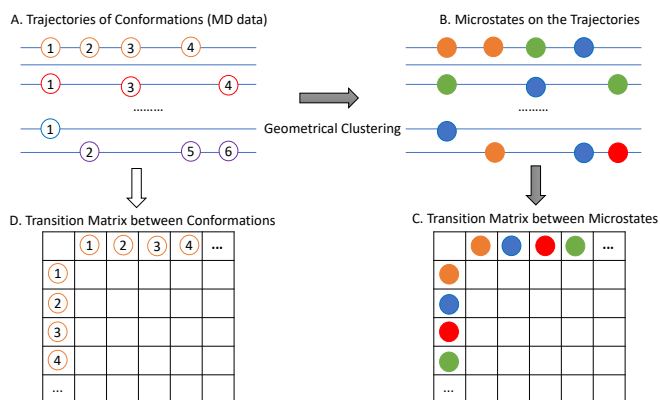 A. Trajectories of Conformations (MD data)
B. Microstates on the Trajectories
1 2 3 4
1 3 4
.........
.........
1
Geometrical Clustering
2 5 6
D. Transition Matrix between Conformations
C. Transition Matrix between Microstates
1 2 3 4 ...
...
1
2
3
4
...
...